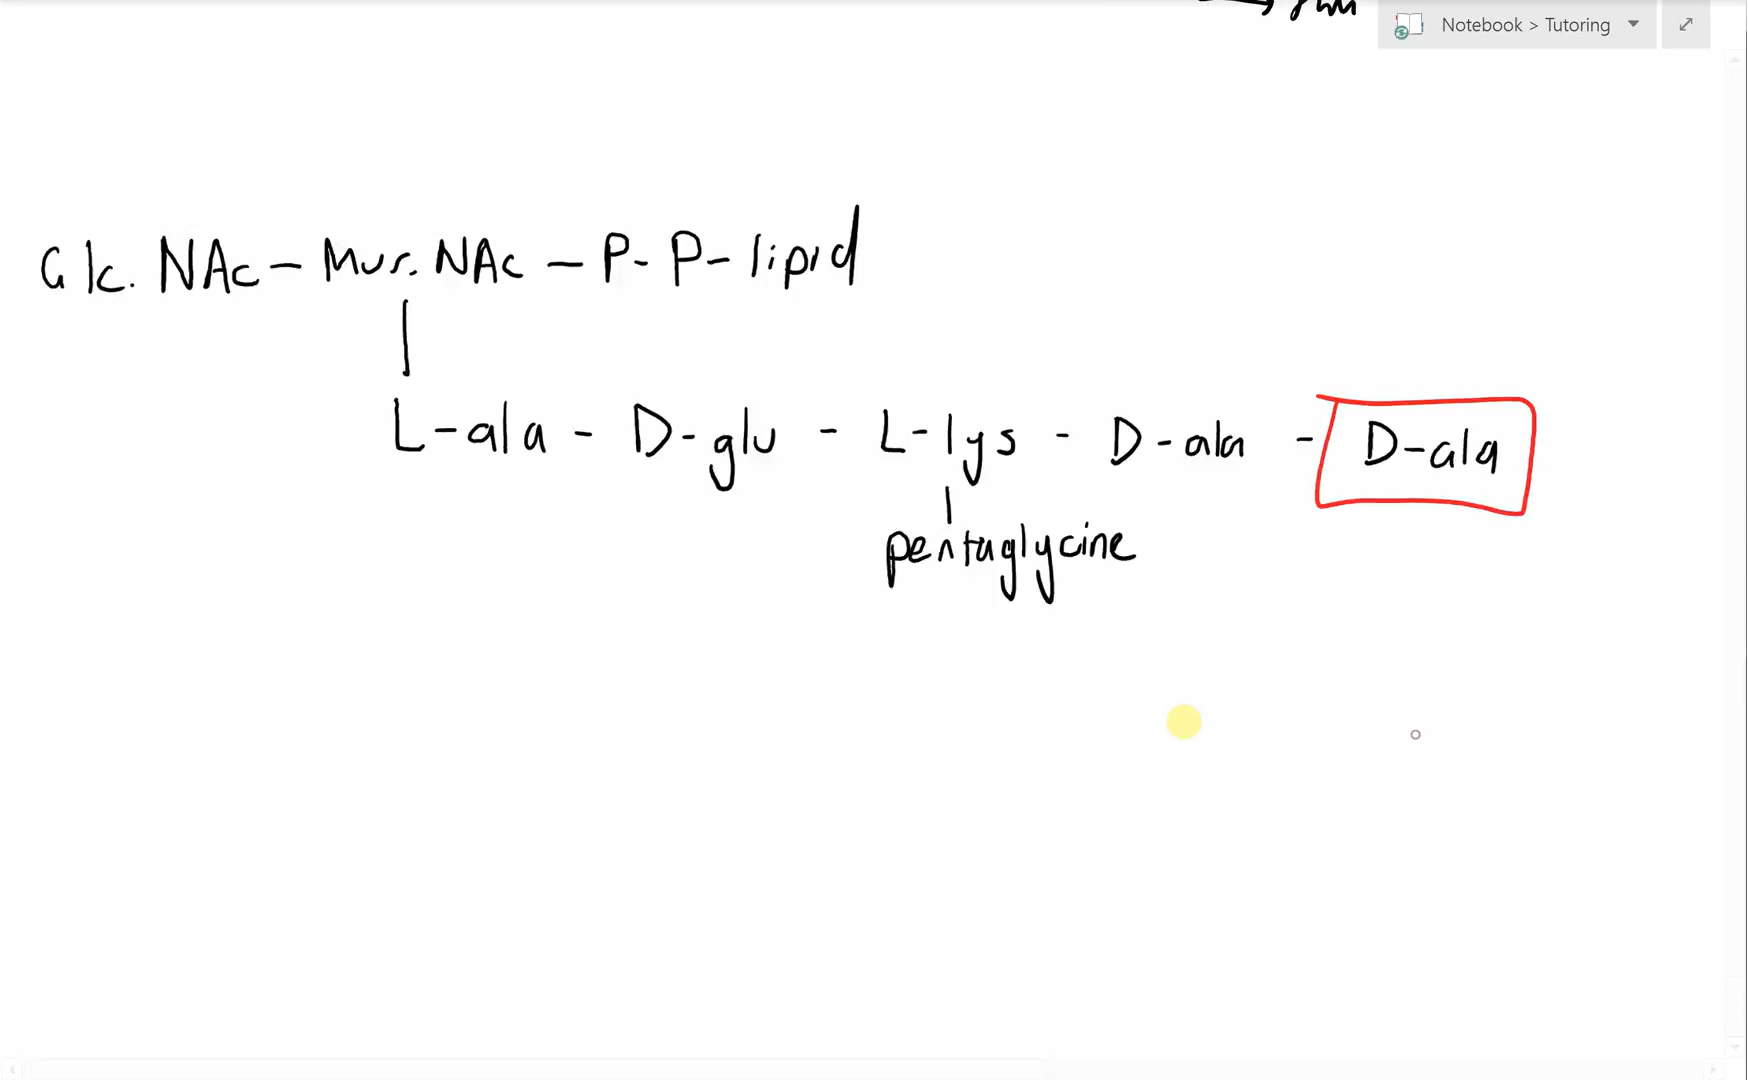 Notebook > Tutoring
Glc. NAc - Mur. NAc - P - P - lipid
L-ala - D-glu - L-lys - D-ala - D-ala
pentaglycine